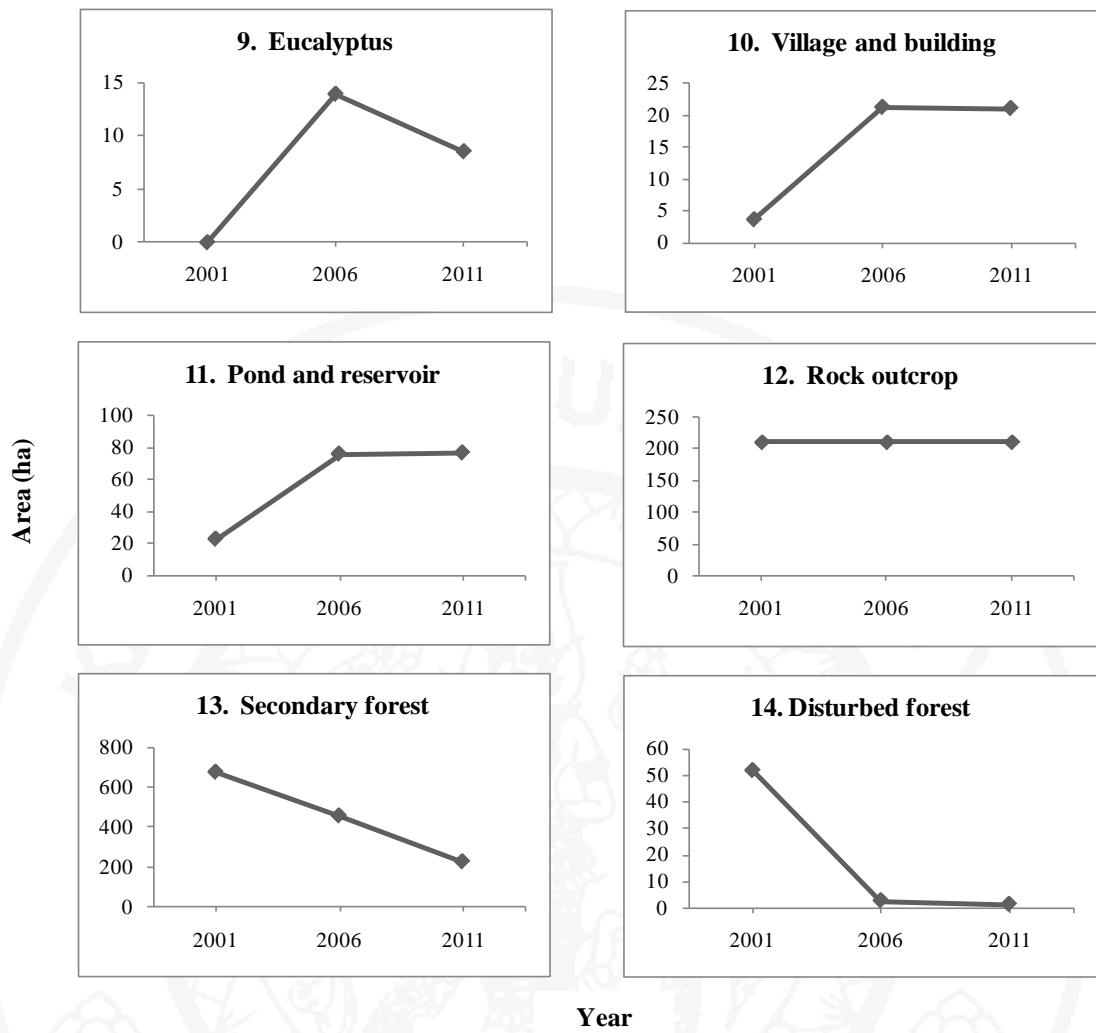 9. Eucalyptus
15
10
5
0
2001 2006 2011
10. Village and building
25
20
15
10
5
0
2001 2006 2011
Area (ha)
11. Pond and reservoir
100
80
60
40
20
0
2001 2006 2011
12. Rock outcrop
250
200
150
100
50
0
2001 2006 2011
13. Secondary forest
800
600
400
200
0
2001 2006 2011
14. Disturbed forest
60
50
40
30
20
10
0
2001 2006 2011
Year